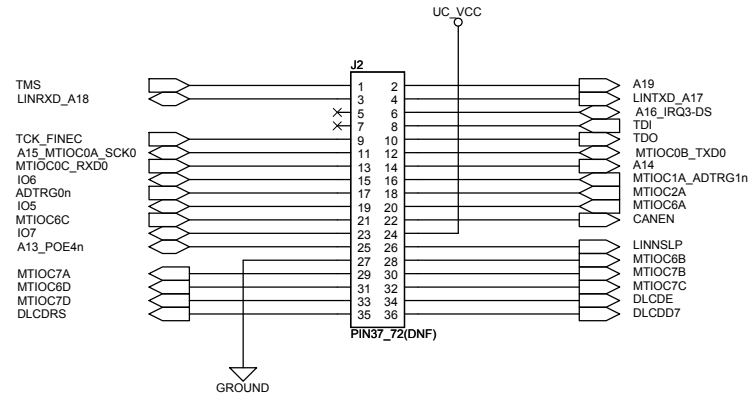 UC_VCC
J2
TMS 1 2 A19
LINRXD_A18 3 4 LINTXD_A17
5 6 A16_IRQ3-DS
7 8 TDI
TCK_FINEC 9 10 TDO
A15_MTIOC0A_SCK0 11 12 MTIOC0B_TXD0
MTIOC0C_RXD0 13 14 A14
IO6 15 16 MTIOC1A_ADTRG1n
ADTRG0n 17 18 MTIOC2A
IO5 19 20 MTIOC6A
MTIOC6C 21 22 CANEN
IO7 23 24
A13_POE4n 25 26 LINNSLP
27 28 MTIOC6B
MTIOC7A 29 30 MTIOC7B
MTIOC6D 31 32 MTIOC7C
MTIOC7D 33 34 DLCDE
DLCDRS 35 36 DLCDD7
PIN37_72(DNF)
GROUND